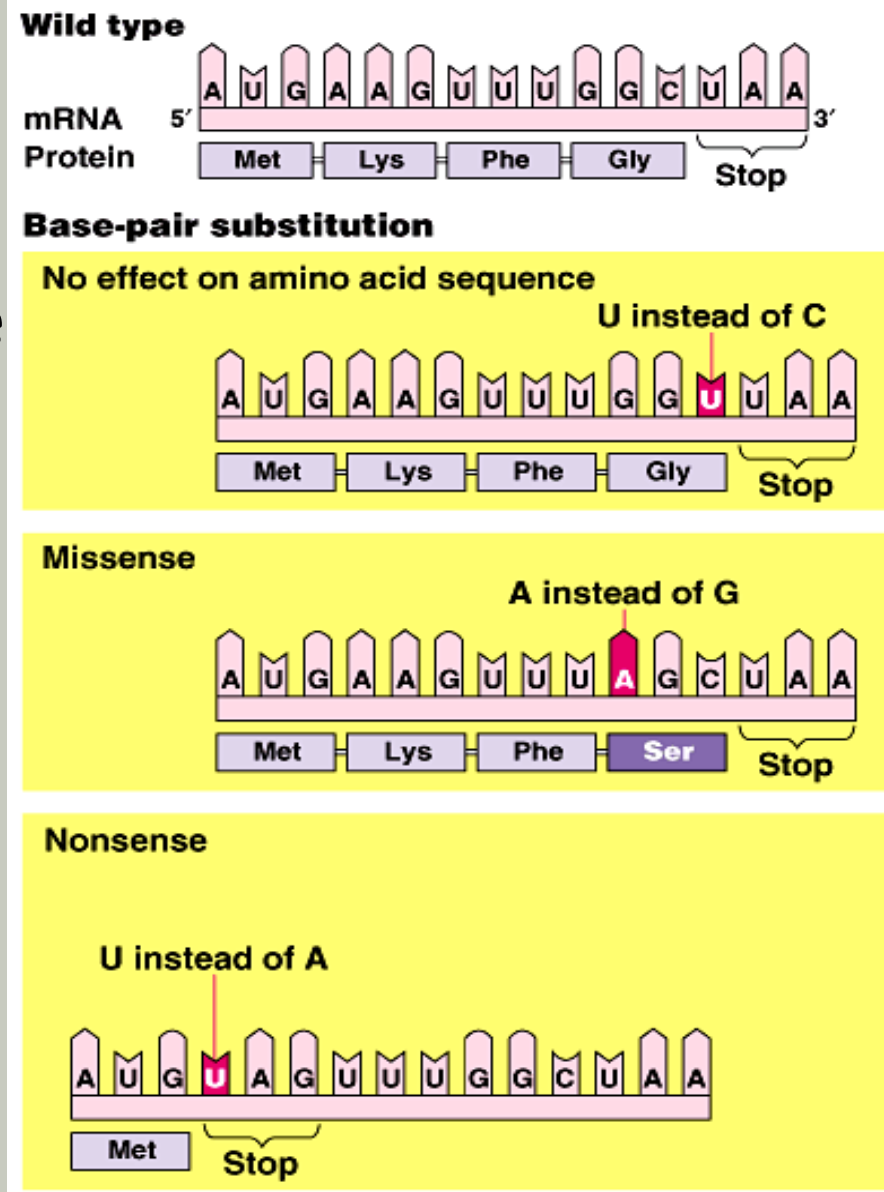 Wild type
A U G A A G U U U G G C U A A
mRNA 5′ 3′
Protein Met Lys Phe Gly Stop
Base-pair substitution
No effect on amino acid sequence
U instead of C
A U G A A G U U U G G U U A A
Met Lys Phe Gly Stop
Missense
A instead of G
A U G A A G U U U A G C U A A
Met Lys Phe Ser Stop
Nonsense
U instead of A
A U G U A G U U U G G C U A A
Met Stop